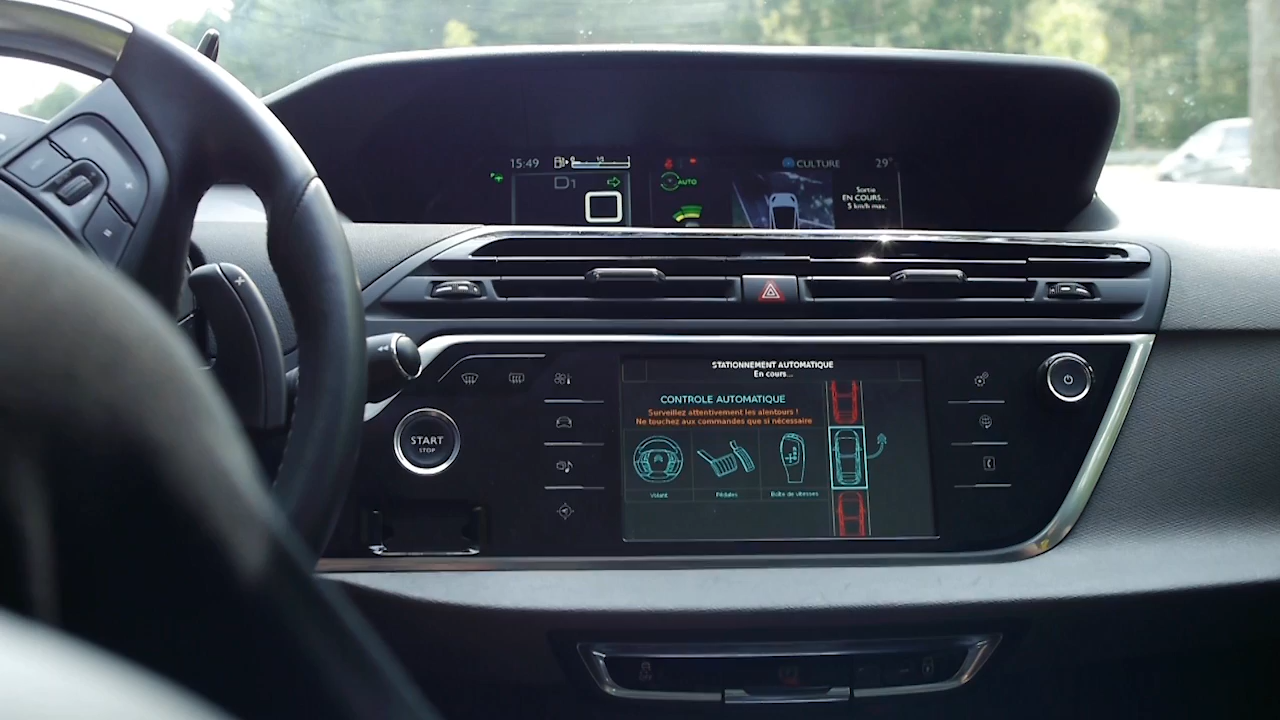 15:49
CULTURE
29°
D1
AUTO
Sortie
EN COURS...
5 km/h max.
STATIONNEMENT AUTOMATIQUE
En cours...
CONTROLE AUTOMATIQUE
Surveillez attentivement les alentours !
Ne touchez aux commandes que si nécessaire
Volant
Pédales
Boîte de vitesses
START
STOP